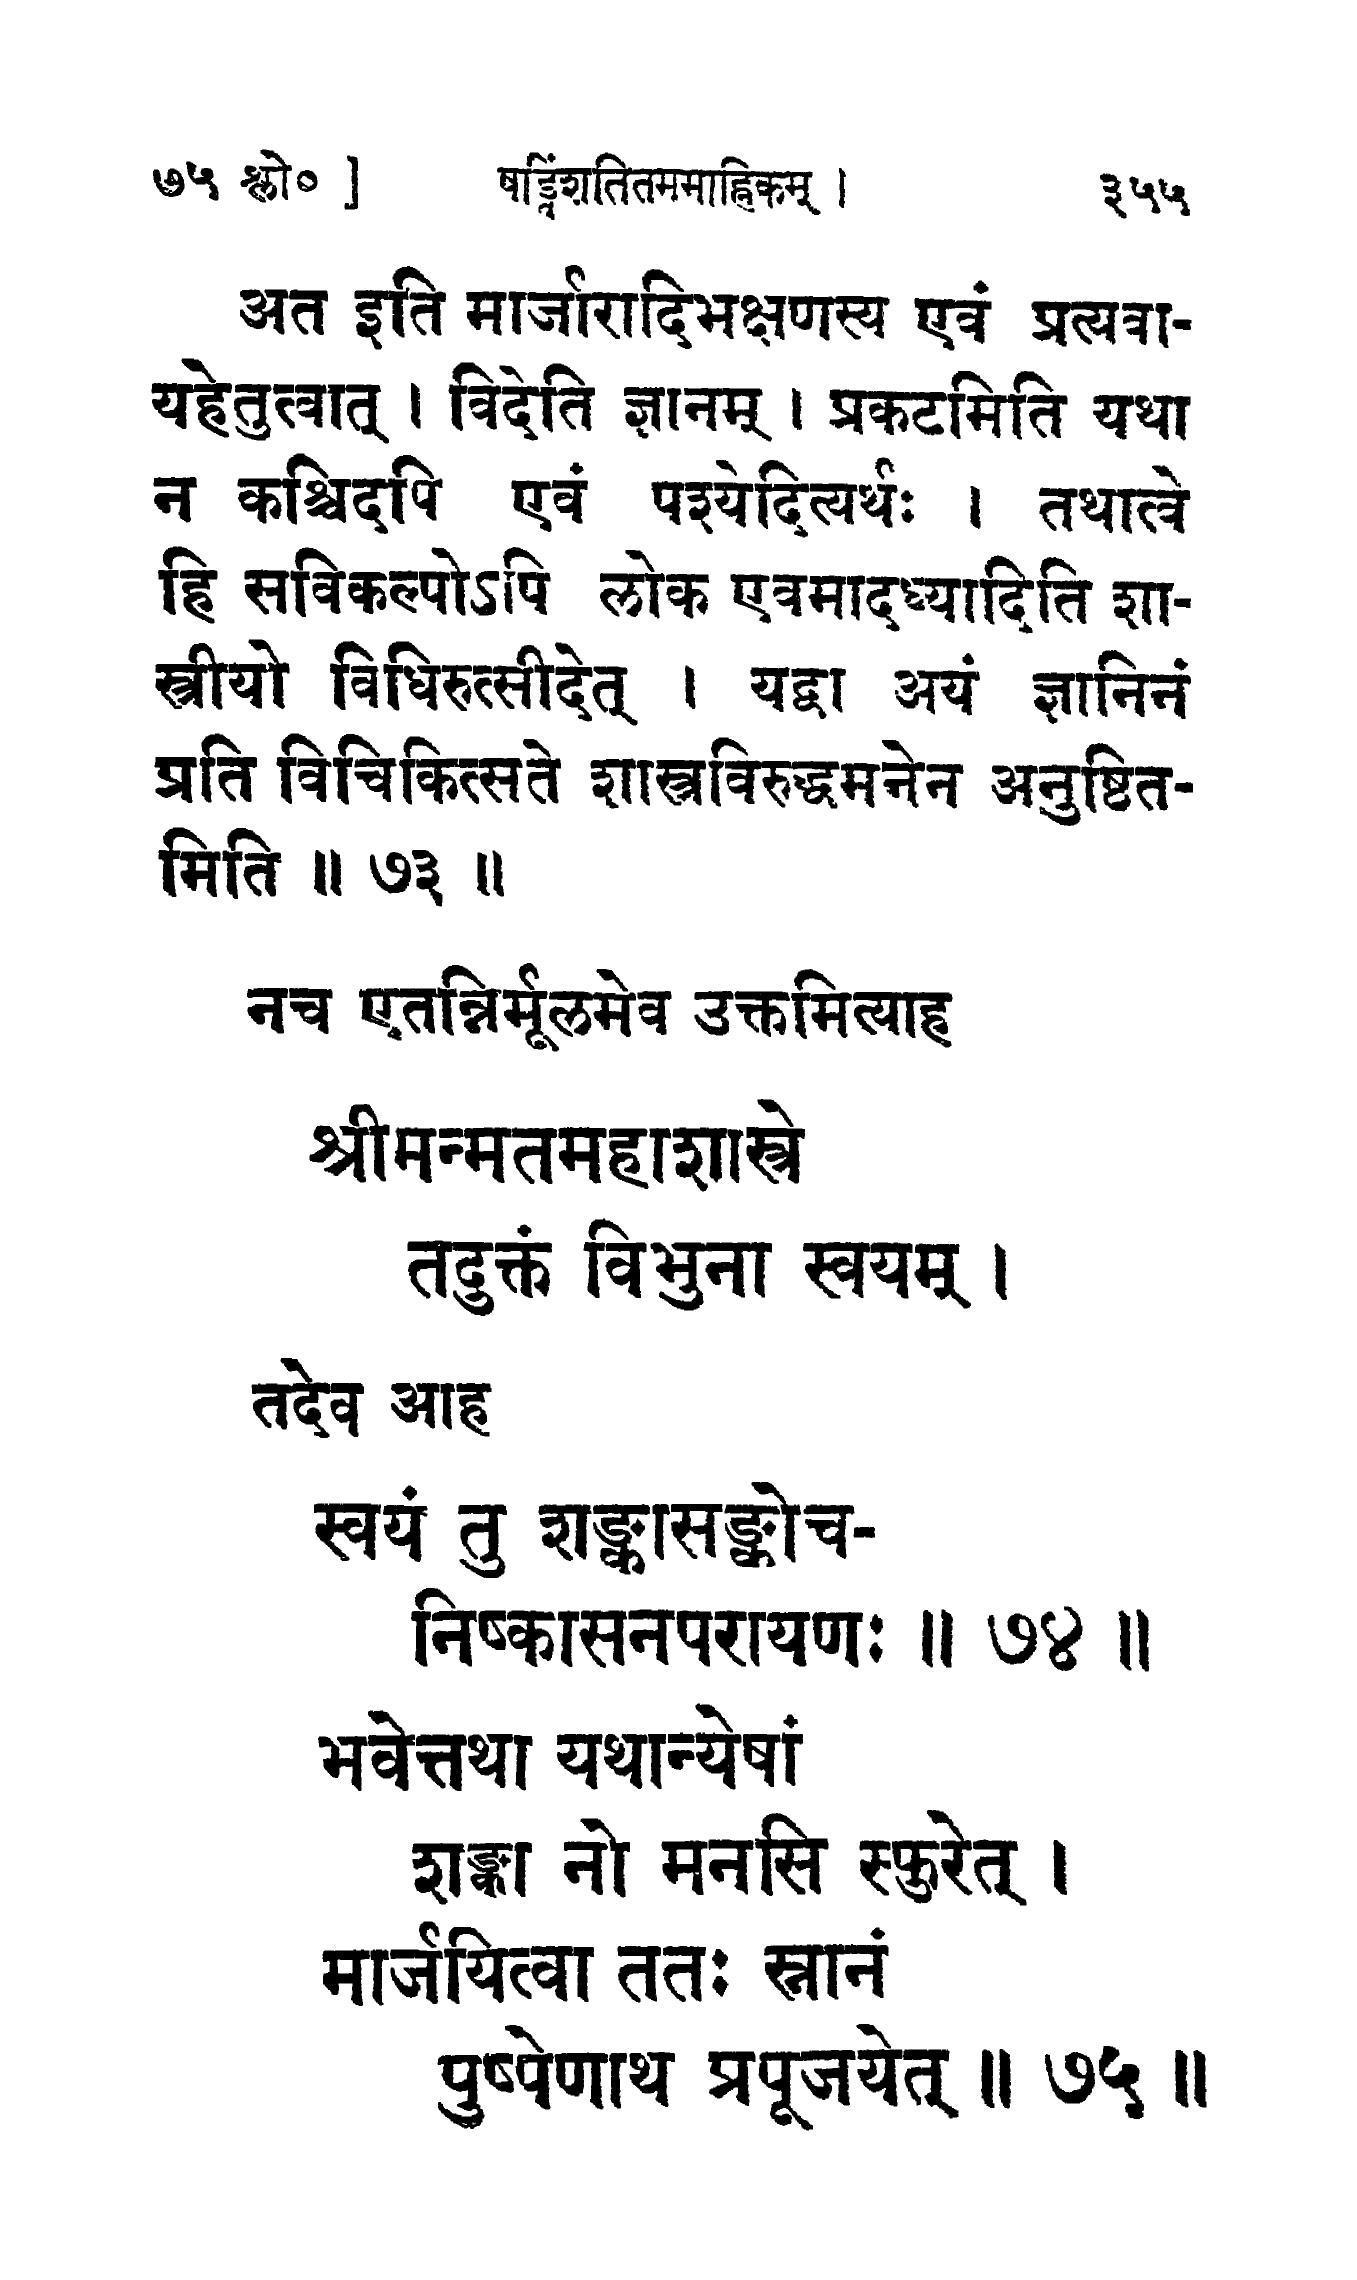 ७५ श्लो० ] षड्विंशतितममाह्निकम् । ३५५
अत इति मार्जारादिभक्षणस्य एवं प्रत्यवा-
यहेतुत्वात् । विदेति ज्ञानम् । प्रकटमिति यथा
न कश्चिदपि एवं पश्येदित्यर्थः । तथात्वे
हि सविकल्पोऽपि लोक एवमादध्यादिति शा-
स्त्रीयो विधिरुत्सीदेत् । यद्वा अयं ज्ञानिनं
प्रति विचिकित्सते शास्त्रविरुद्धमनेन अनुष्टित-
मिति ॥ ७३ ॥
नच एतन्निर्मूलमेव उक्तमित्याह
श्रीमन्मतमहाशास्त्रे
तदुक्तं विभुना स्वयम् ।
तदेव आह
स्वयं तु शङ्कासङ्कोच-
निष्कासनपरायणः ॥ ७४ ॥
भवेत्तथा यथान्येषां
शङ्का नो मनसि स्फुरेत् ।
मार्जयित्वा ततः स्नानं
पुष्पेणाथ प्रपूजयेत् ॥ ७५ ॥